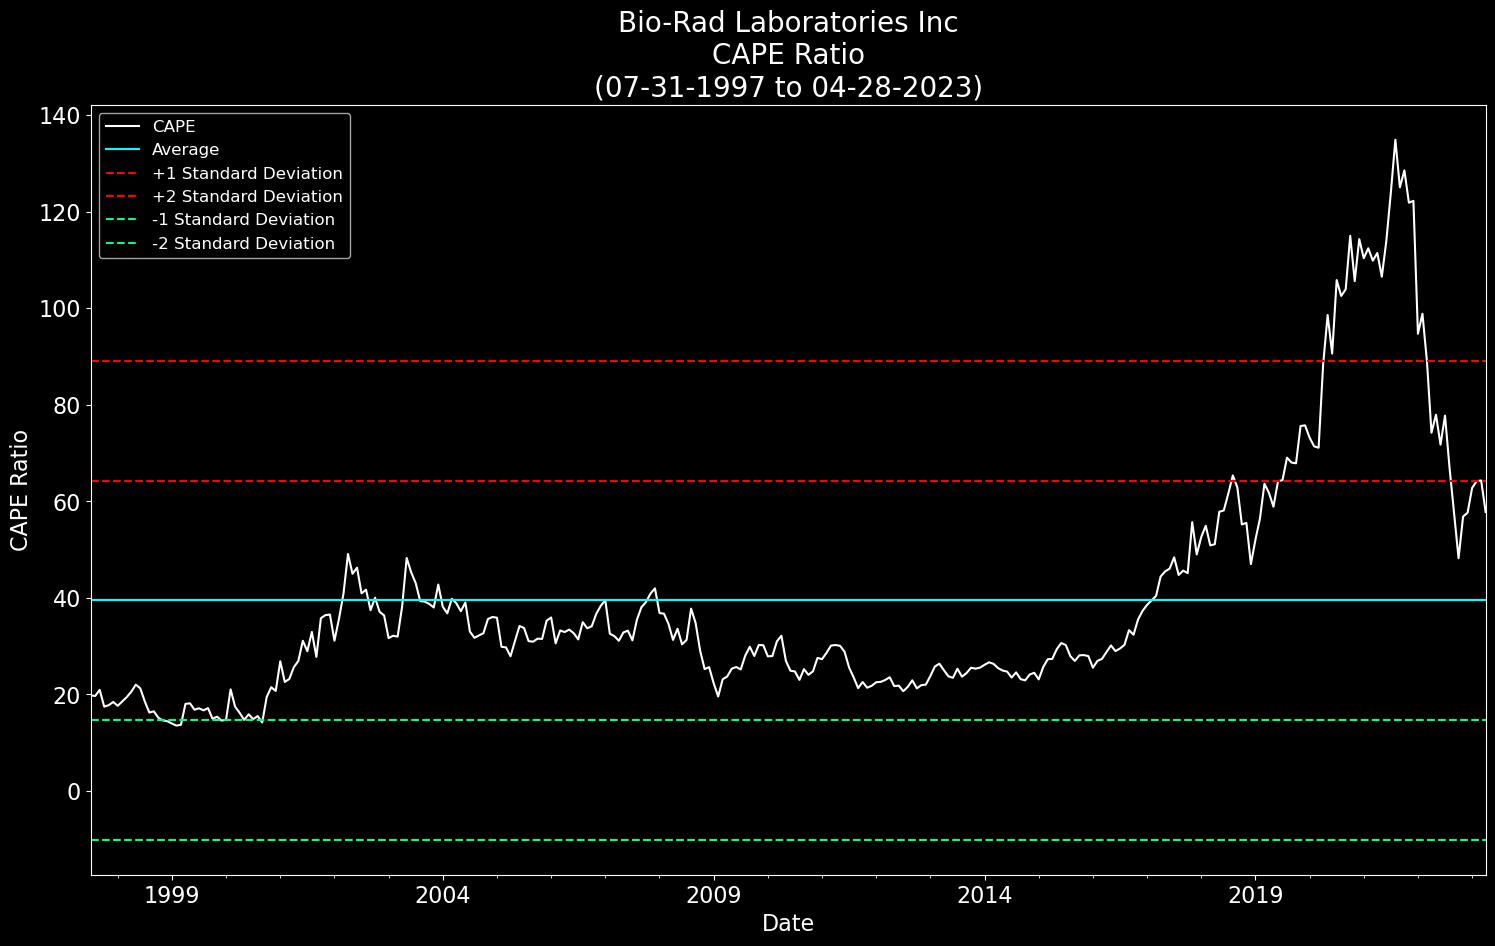 Bio-Rad Laboratories Inc
CAPE Ratio
(07-31-1997 to 04-28-2023)
140
120
100
80
60
40
20
0
CAPE Ratio
CAPE
Average
+1 Standard Deviation
+2 Standard Deviation
-1 Standard Deviation
-2 Standard Deviation
1999
2004
2009
2014
2019
Date